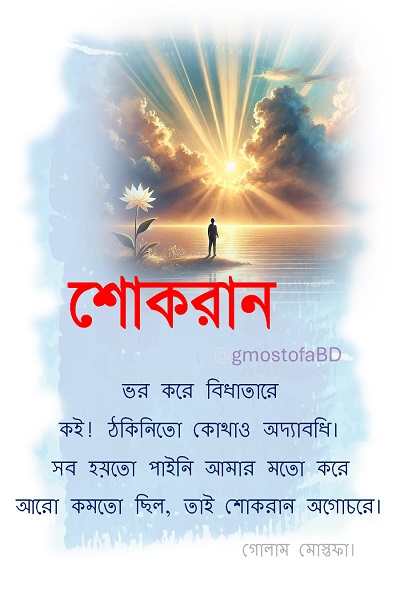 শোকরান
@gmostofaBD
ভর করে বিধাতারে
কই! ঠকিনিতো কোথাও অদ্যাবধি।
সব হয়তো পাইনি আমার মতো করে
আরো কমতো ছিল, তাই শোকরান অগোচরে।
গোলাম মোস্তফা।